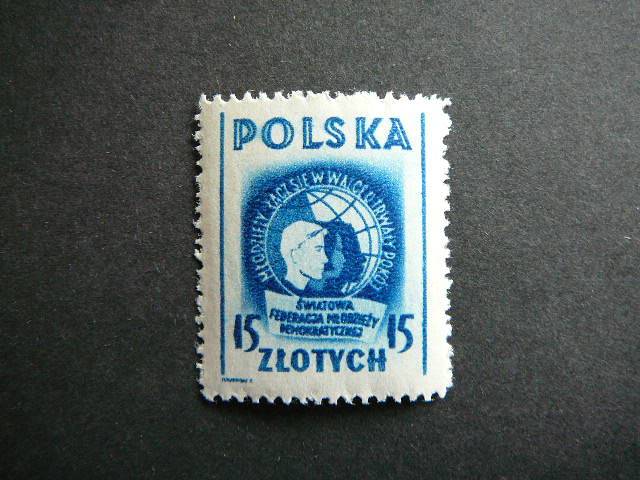 POLSKA
MŁODZIEŻY ŁĄCZ SIĘ W WALCE O TRWAŁY POKÓJ
ŚWIATOWA
FEDERACJA MŁODZIEŻY
DEMOKRATYCZNEJ
15 15
ZŁOTYCH